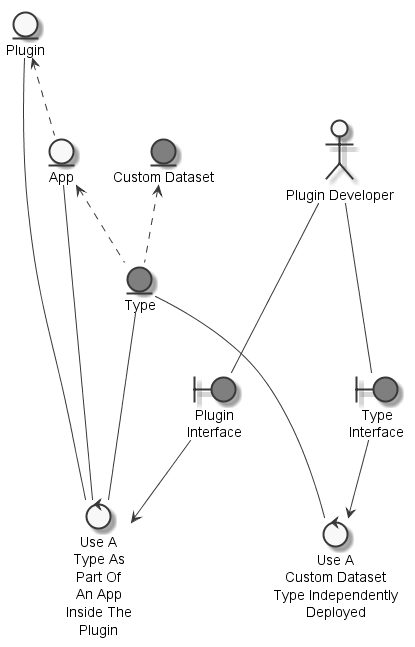 Plugin
App
Custom Dataset
Plugin Developer
Type
Plugin
Interface
Type
Interface
Use A
Type As
Part Of
An App
Inside The
Plugin
Use A
Custom Dataset
Type Independently
Deployed